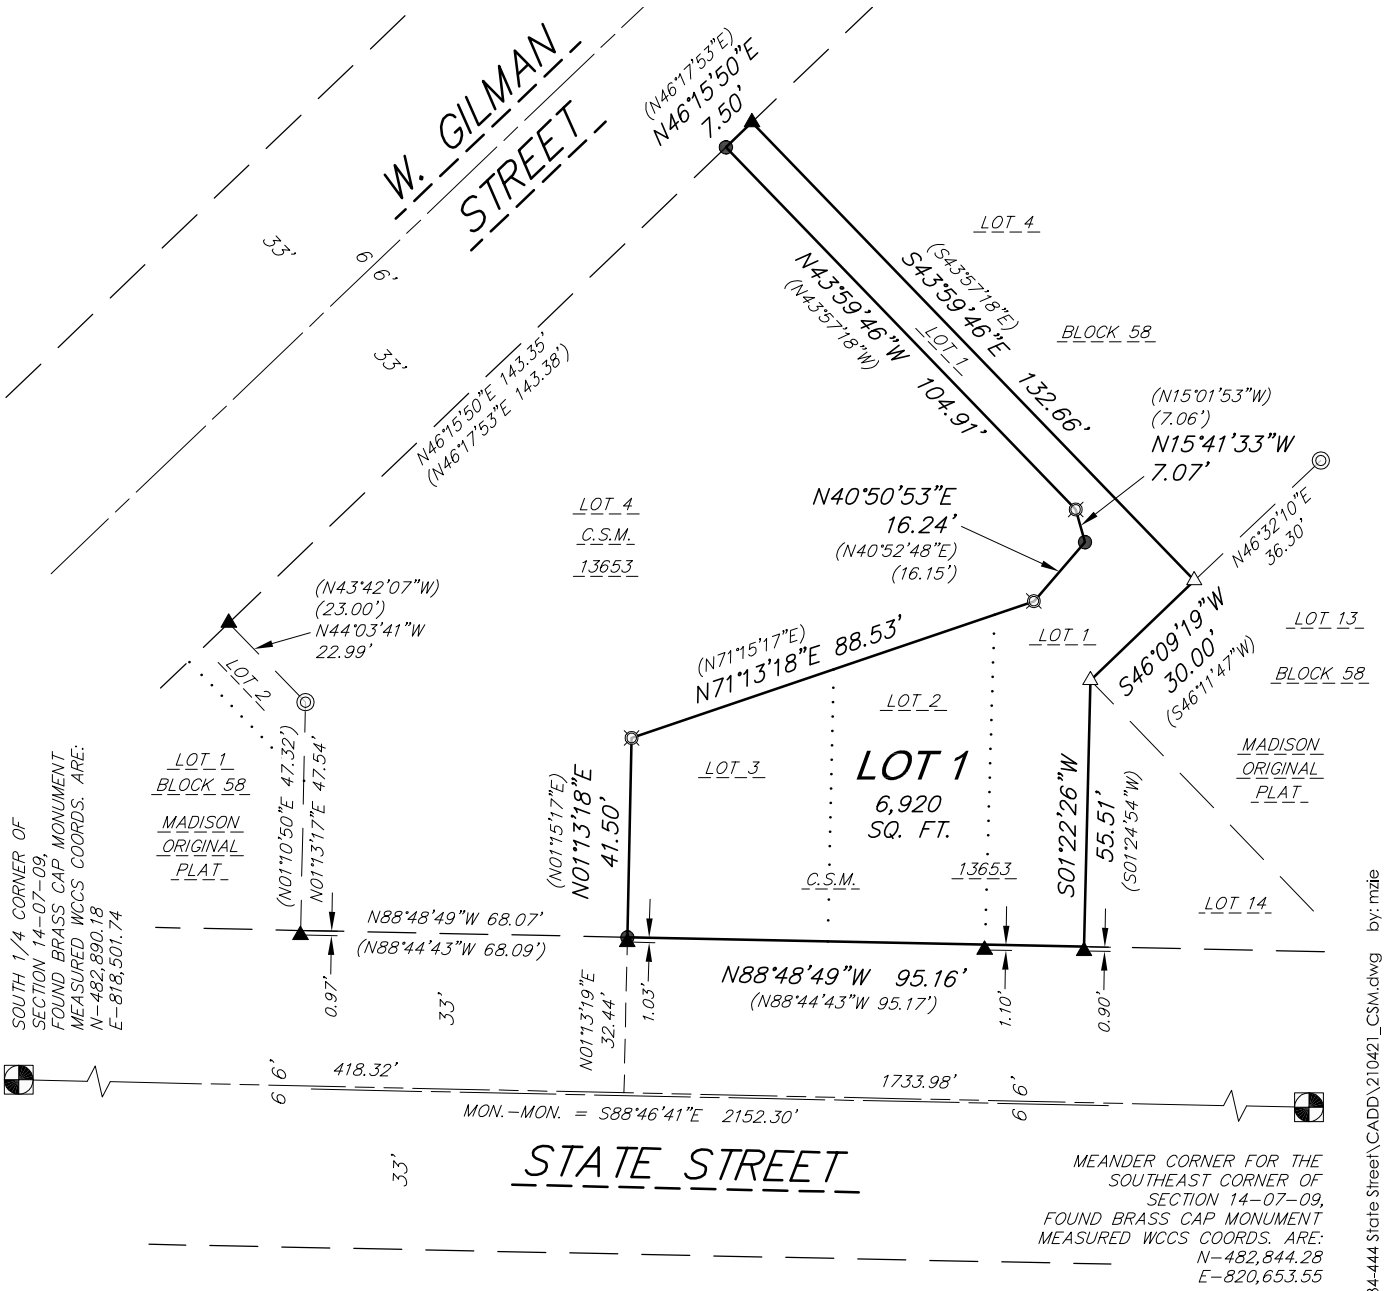 W. GILMAN
STREET
(N46°17'53"E)
N46°15'50"E
7.50'
33'
66'
33'
LOT 4
(S43°57'18"E)
S43°59'46"E 132.66'
LOT 1
N43°59'46"W 104.91'
(N43°57'18"W)
BLOCK 58
(N15°01'53"W)
(7.06')
N15°41'33"W
7.07'
N46°15'50"E 143.35'
(N46°17'53"E 143.38')
LOT 4
C.S.M.
13653
N40°50'53"E
16.24'
(N40°52'48"E)
(16.15')
N46°32'10"E
36.30'
(N43°42'07"W)
(23.00')
N44°03'41"W
22.99'
LOT 2
(N71°15'17"E)
N71°13'18"E 88.53'
LOT 1
S46°09'19"W
30.00'
(S46°11'47"W)
LOT 13
BLOCK 58
LOT 2
LOT 1
BLOCK 58
MADISON
ORIGINAL
PLAT
(N01°10'50"E 47.32')
N01°13'17"E 47.54'
LOT 3
LOT 1
6,920
SQ. FT.
MADISON
ORIGINAL
PLAT
(N01°15'17"E)
N01°13'18"E
41.50'
S01°22'26"W
55.51'
(S01°24'54"W)
C.S.M.
13653
LOT 14
SOUTH 1/4 CORNER OF
SECTION 14-07-09,
FOUND BRASS CAP MONUMENT
MEASURED WCCS COORDS. ARE:
N-482,890.18
E-818,501.74
N88°48'49"W 68.07'
(N88°44'43"W 68.09')
N88°48'49"W 95.16'
(N88°44'43"W 95.17')
0.97'
33'
N01°13'19"E
32.44'
1.03'
1.10'
0.90'
66'
418.32'
1733.98'
66'
MON.-MON. = S88°46'41"E 2152.30'
33'
STATE STREET
MEANDER CORNER FOR THE
SOUTHEAST CORNER OF
SECTION 14-07-09,
FOUND BRASS CAP MONUMENT
MEASURED WCCS COORDS. ARE:
N-482,844.28
E-820,653.55
34-444 State Street\CADD\210421_CSM.dwg by: mzie